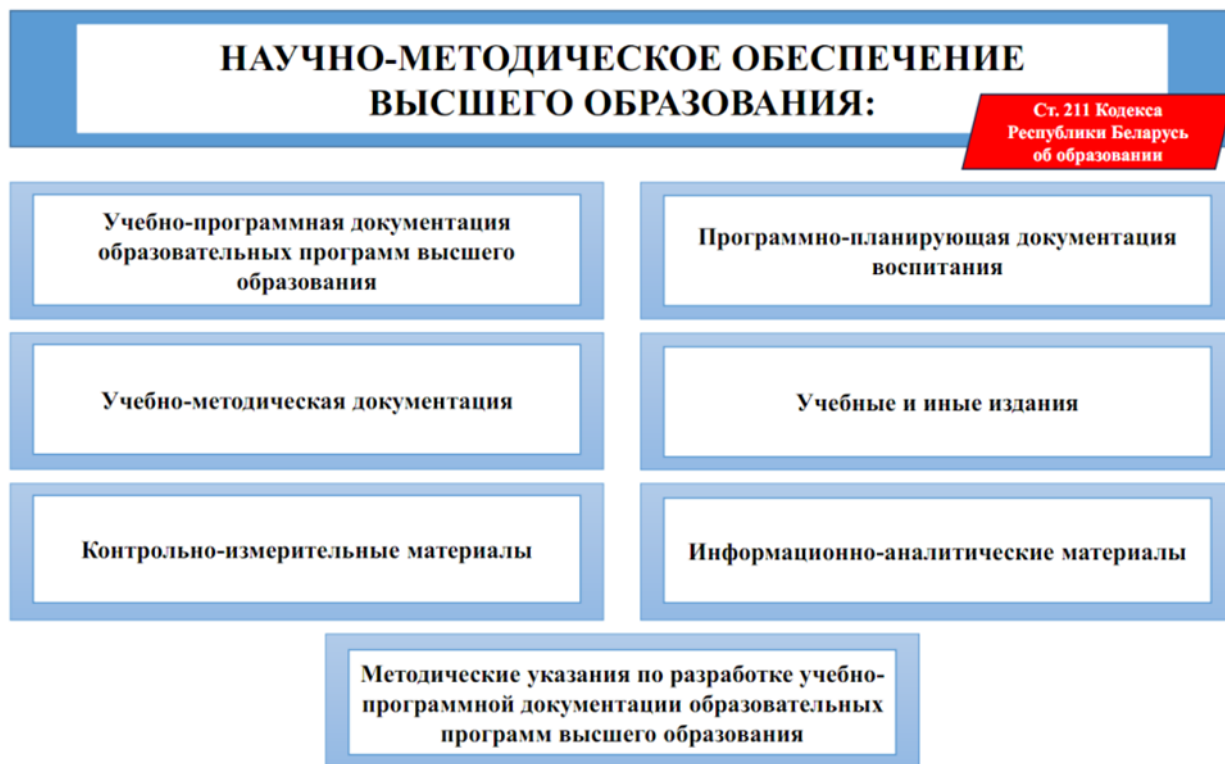 НАУЧНО-МЕТОДИЧЕСКОЕ ОБЕСПЕЧЕНИЕ
ВЫСШЕГО ОБРАЗОВАНИЯ:
Ст. 211 Кодекса
Республики Беларусь
об образовании
Учебно-программная документация
образовательных программ высшего
образования
Программно-планирующая документация
воспитания
Учебно-методическая документация
Учебные и иные издания
Контрольно-измерительные материалы
Информационно-аналитические материалы
Методические указания по разработке учебно-
программной документации образовательных
программ высшего образования